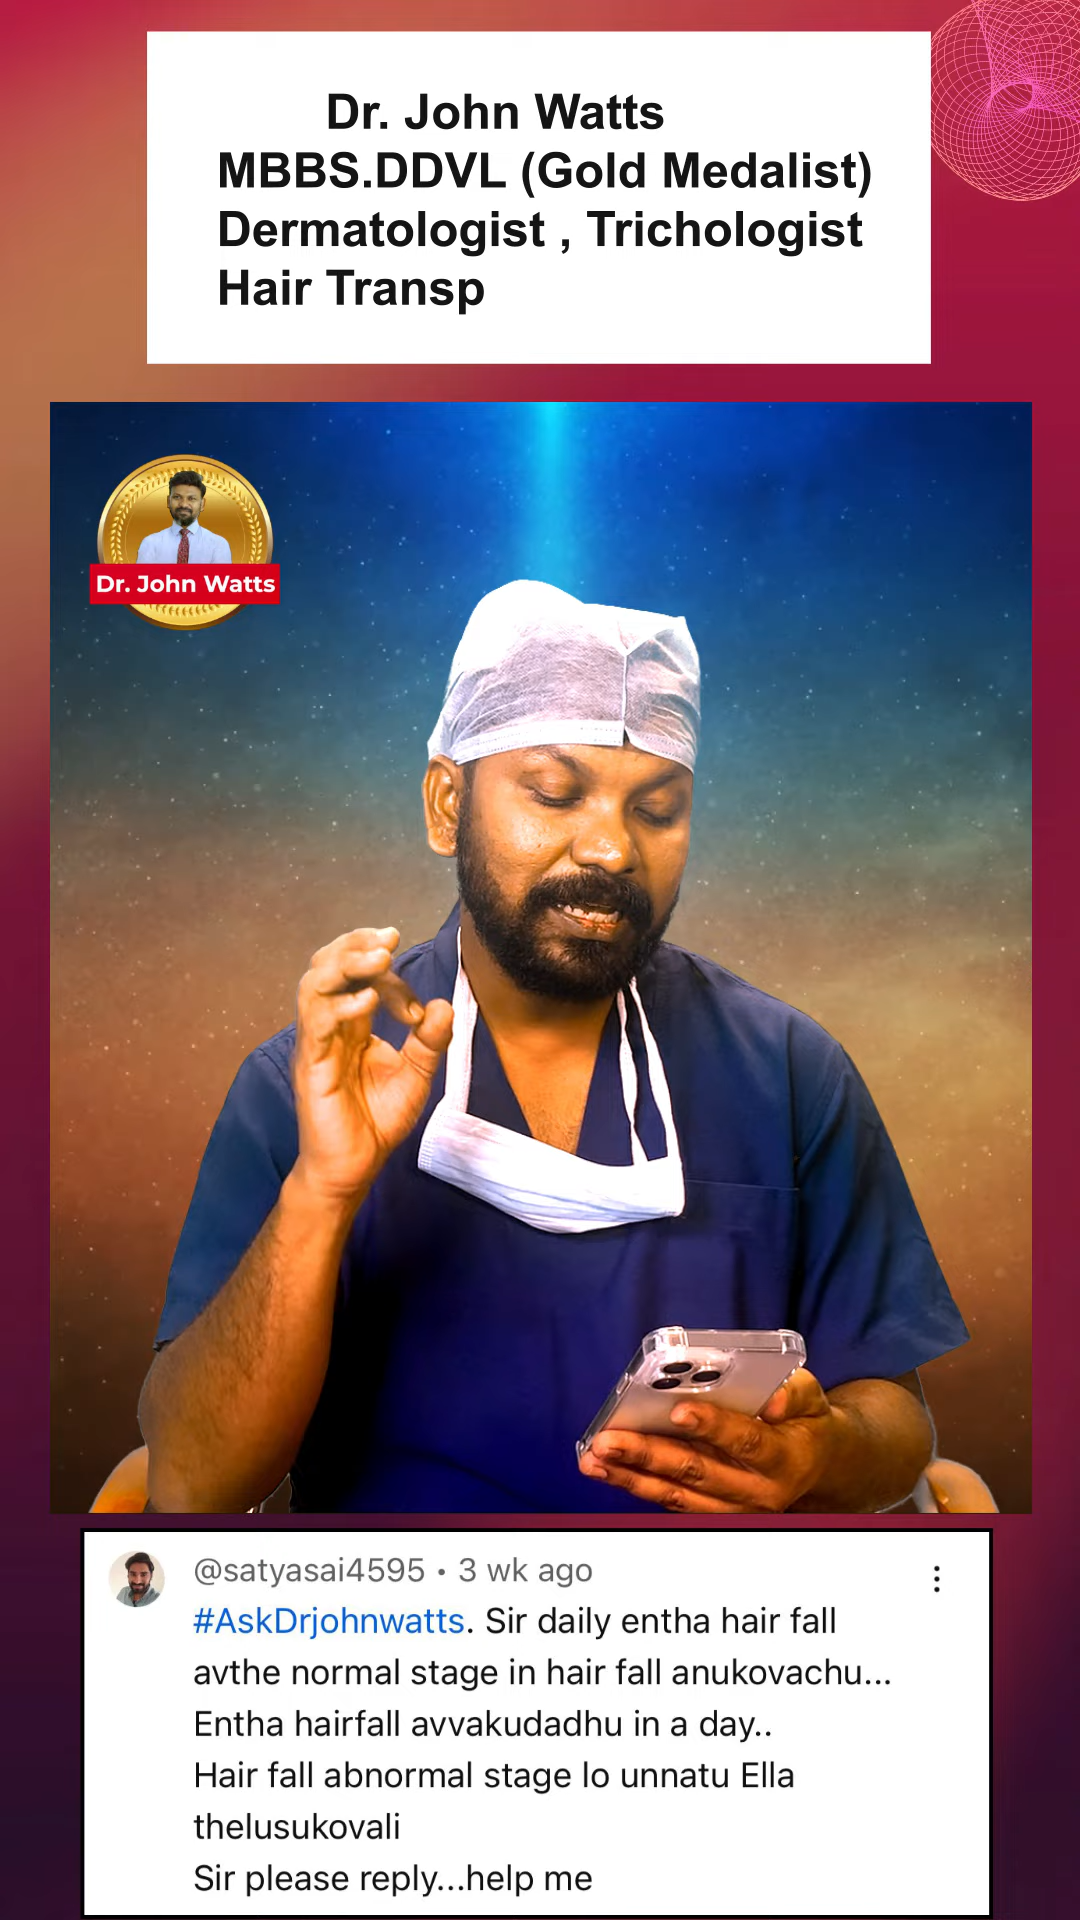 Dr. John Watts
MBBS.DDVL (Gold Medalist)
Dermatologist , Trichologist
Hair Transp
Dr. John Watts
@satyasai4595 • 3 wk ago
#AskDrjohnwatts. Sir daily entha hair fall
avthe normal stage in hair fall anukovachu...
Entha hairfall avvakudadhu in a day..
Hair fall abnormal stage lo unnatu Ella
thelusukovali
Sir please reply...help me